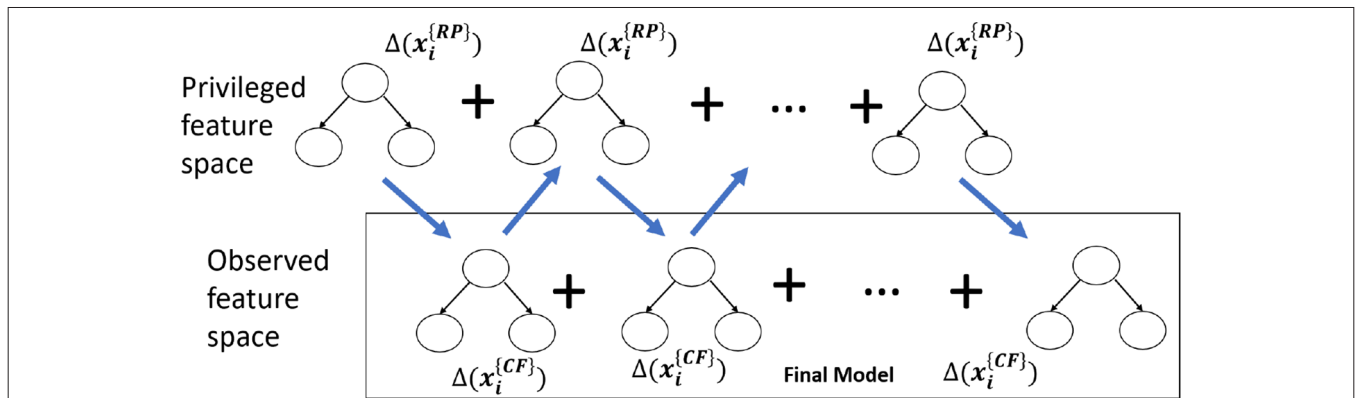 Δ(x_i^{RP}) Δ(x_i^{RP}) Δ(x_i^{RP})
Privileged
feature
space
+ + ... +
Observed
feature
space
+ + ... +
Δ(x_i^{CF}) Δ(x_i^{CF}) Final Model Δ(x_i^{CF})